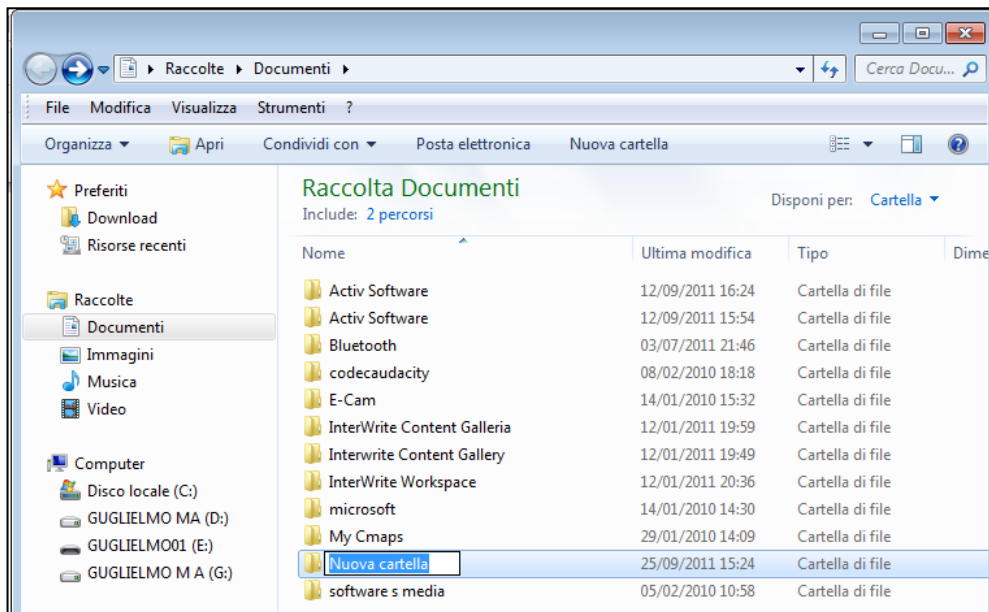 Raccolte Documenti
Cerca Docu...
File Modifica Visualizza Strumenti ?
Organizza Apri Condividi con Posta elettronica Nuova cartella
Preferiti
Download
Risorse recenti
Raccolte
Documenti
Immagini
Musica
Video
Computer
Disco locale (C:)
GUGLIELMO MA (D:)
GUGLIELMO01 (E:)
GUGLIELMO M A (G:)
Raccolta Documenti
Include: 2 percorsi
Disponi per: Cartella
Nome Ultima modifica Tipo Dime
Activ Software 12/09/2011 16:24 Cartella di file
Activ Software 12/09/2011 15:54 Cartella di file
Bluetooth 03/07/2011 21:46 Cartella di file
codecaudacity 08/02/2010 18:18 Cartella di file
E-Cam 14/01/2010 15:32 Cartella di file
InterWrite Content Galleria 12/01/2011 19:59 Cartella di file
Interwrite Content Gallery 12/01/2011 19:49 Cartella di file
InterWrite Workspace 12/01/2011 20:36 Cartella di file
microsoft 14/01/2010 14:30 Cartella di file
My Cmaps 29/01/2010 14:09 Cartella di file
Nuova cartella 25/09/2011 15:24 Cartella di file
software s media 05/02/2010 10:58 Cartella di file